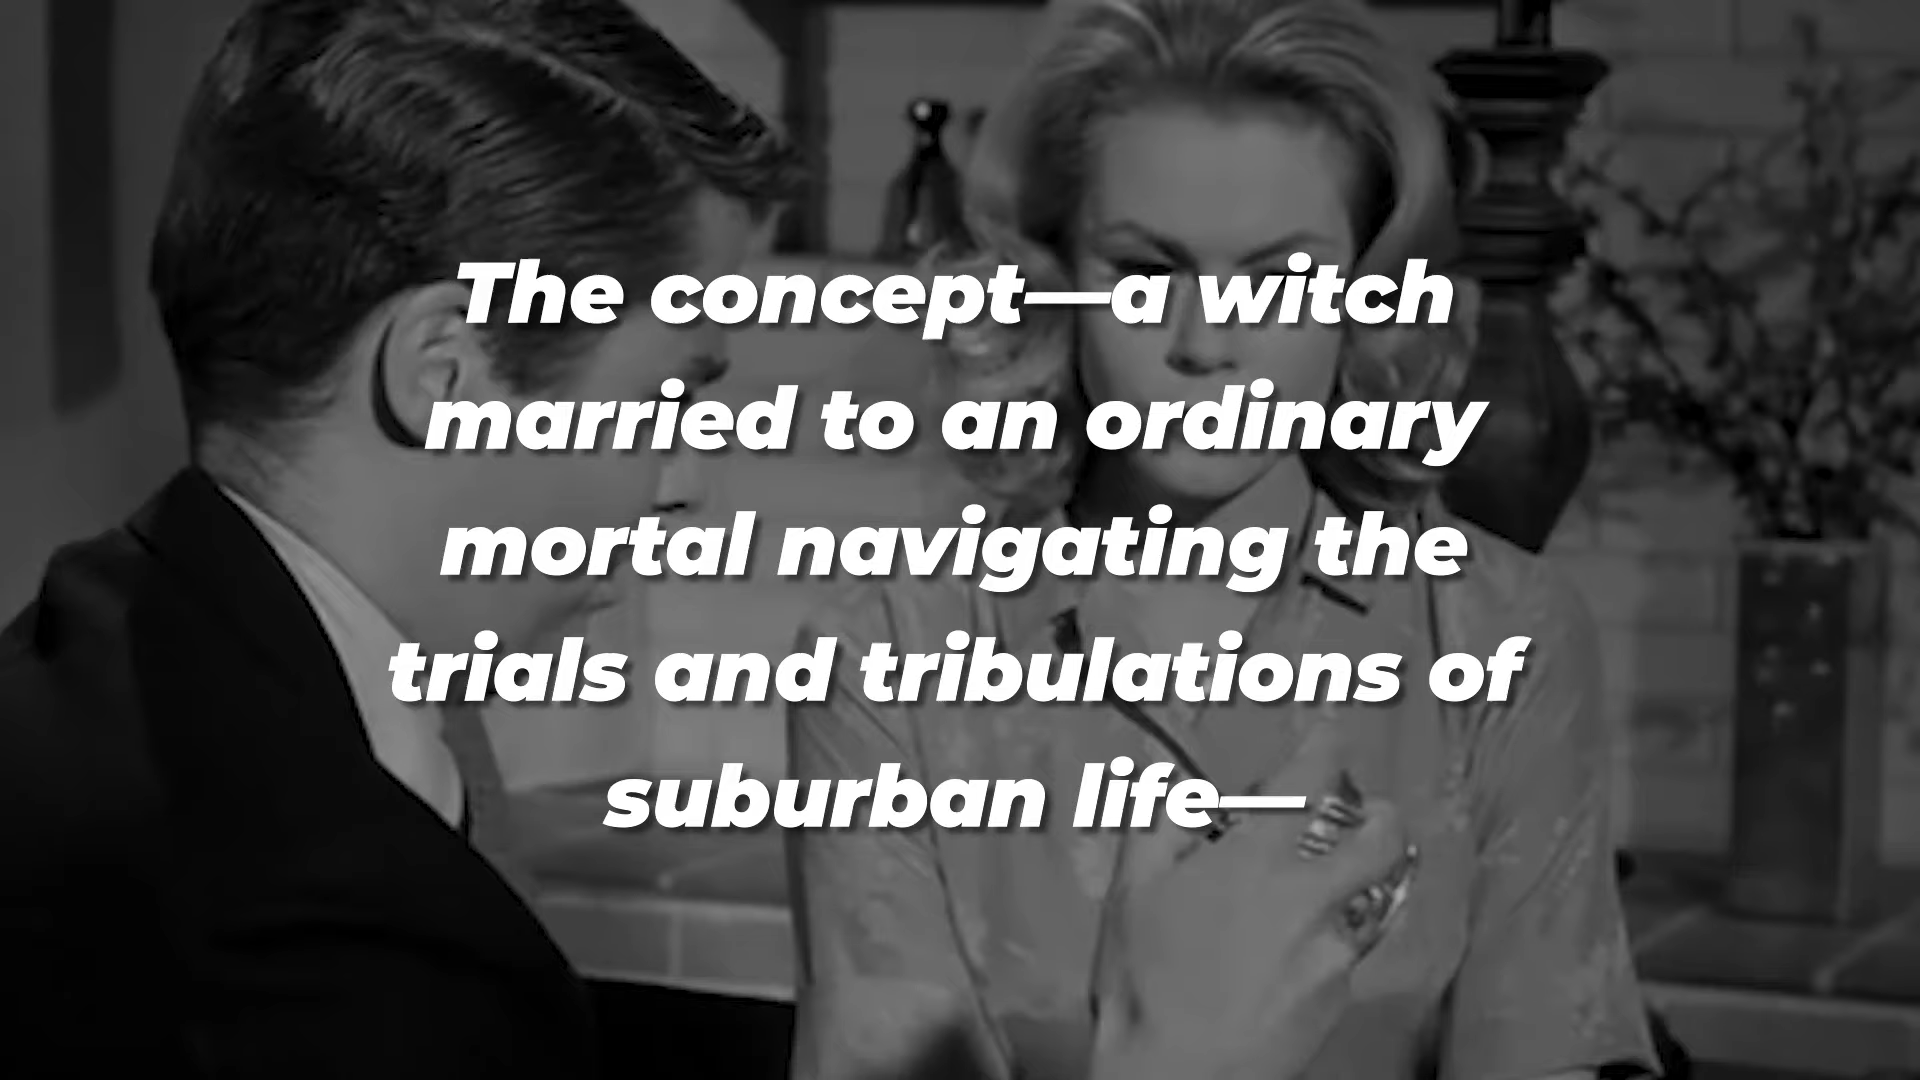 The concept—a witch
married to an ordinary
mortal navigating the
trials and tribulations of
suburban life—